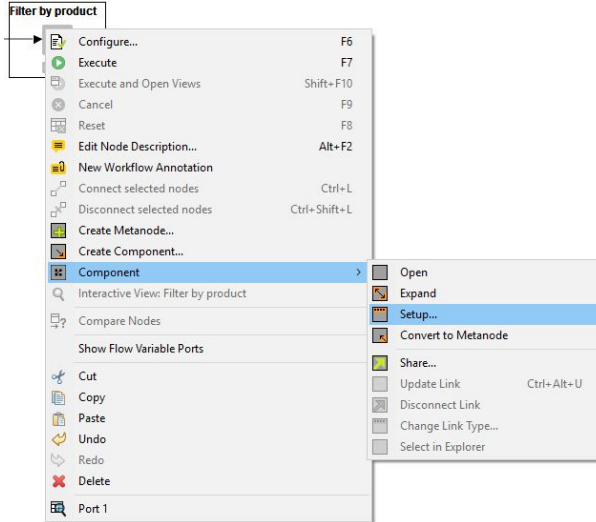 Filter by product
Configure... F6
Execute F7
Execute and Open Views Shift+F10
Cancel F9
Reset F8
Edit Node Description... Alt+F2
New Workflow Annotation
Connect selected nodes Ctrl+L
Disconnect selected nodes Ctrl+Shift+L
Create Metanode...
Create Component...
Component
Interactive View: Filter by product
Compare Nodes
Show Flow Variable Ports
Cut
Copy
Paste
Undo
Redo
Delete
Port 1
Open
Expand
Setup...
Convert to Metanode
Share...
Update Link Ctrl+Alt+U
Disconnect Link
Change Link Type...
Select in Explorer